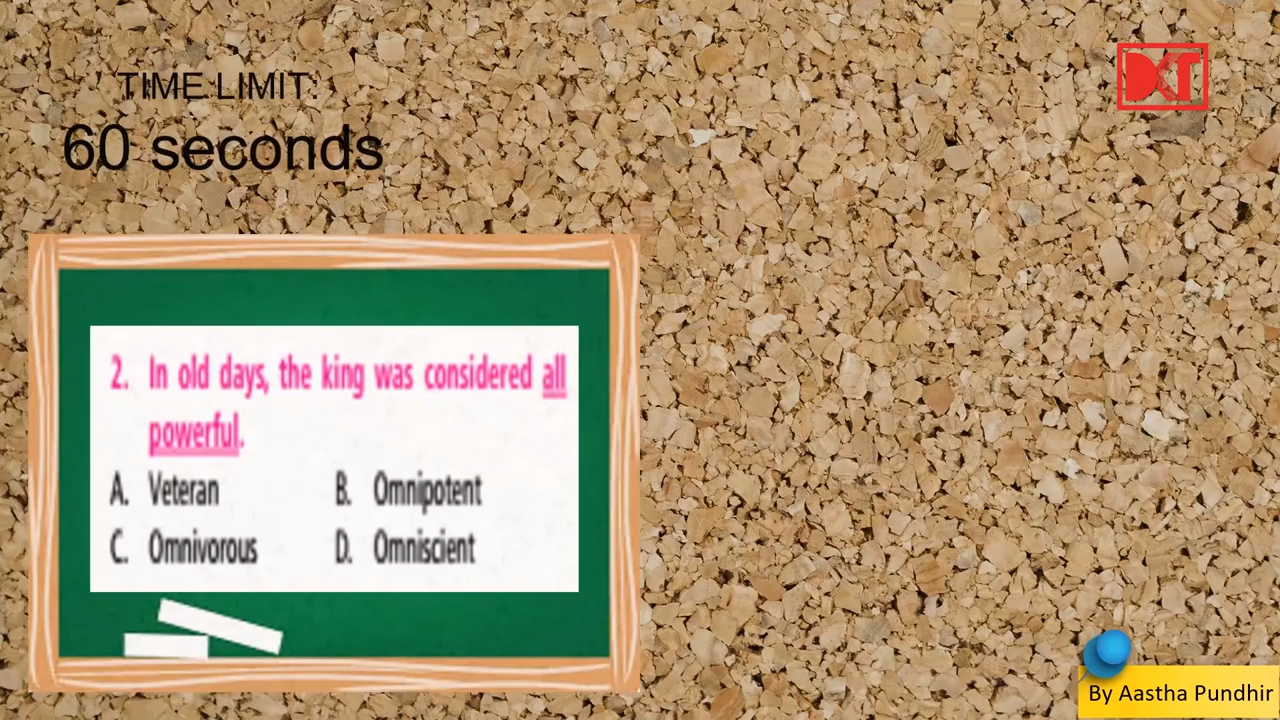 TIME LIMIT:
60 seconds
DKT
2. In old days, the king was considered all
powerful.
A. Veteran B. Omnipotent
C. Omnivorous D. Omniscient
By Aastha Pundhir